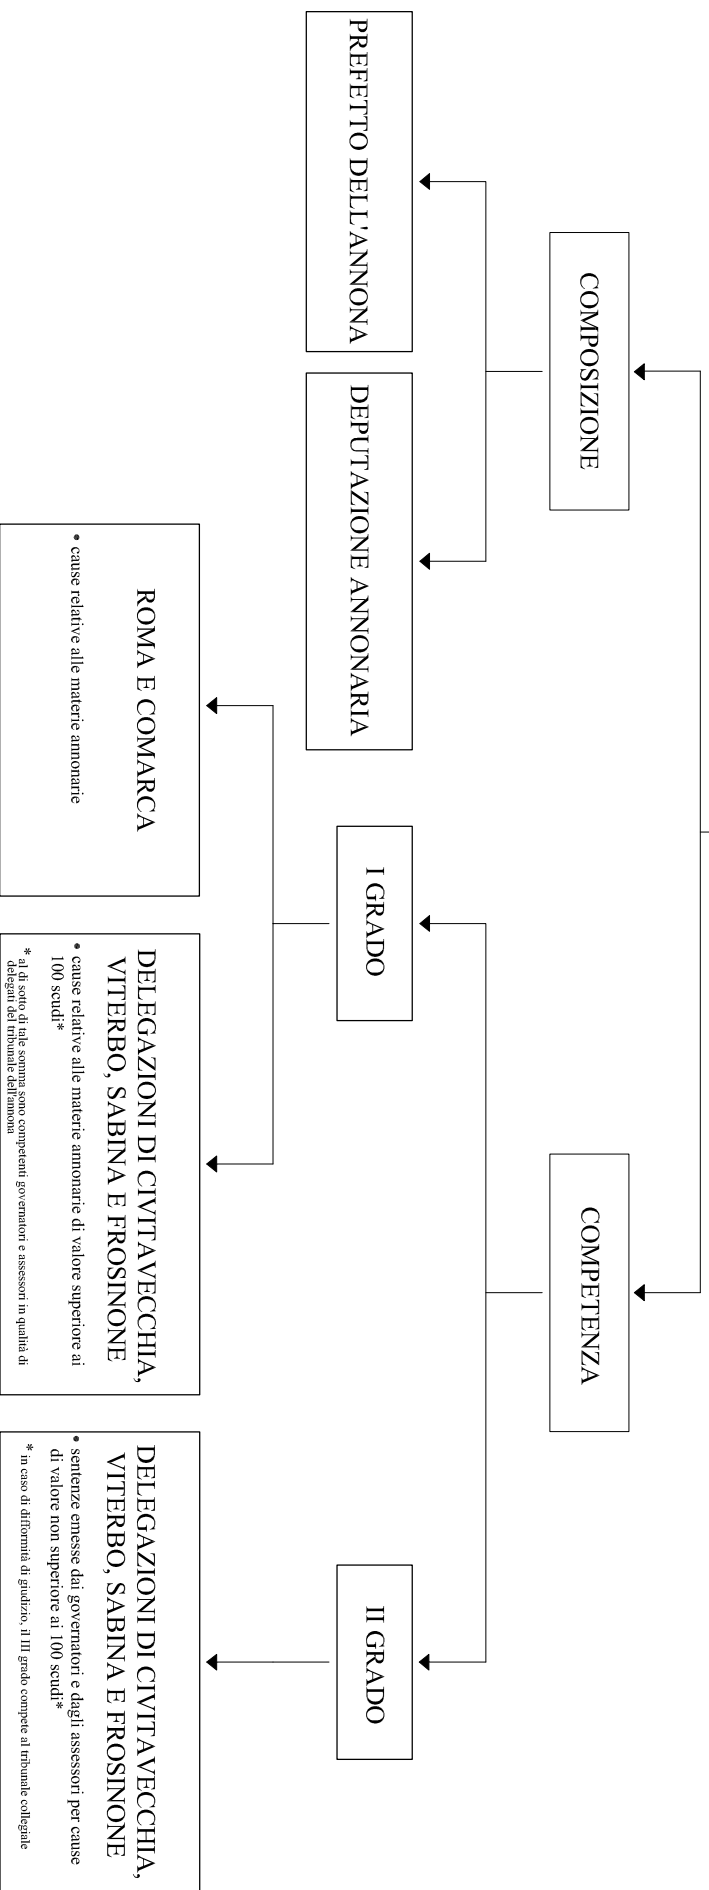 COMPOSIZIONE
COMPETENZA
PREFETTO DELL'ANNONA
DEPUTAZIONE ANNONARIA
I GRADO
II GRADO
ROMA E COMARCA
• cause relative alle materie annonarie
DELEGAZIONI DI CIVITAVECCHIA,
VITERBO, SABINA E FROSINONE
• cause relative alle materie annonarie di valore superiore ai
100 scudi*
* al di sotto di tale somma sono competenti governatori e assessori in qualità di
delegati del tribunale dell'annona
DELEGAZIONI DI CIVITAVECCHIA,
VITERBO, SABINA E FROSINONE
• sentenze emesse dai governatori e dagli assessori per cause
di valore non superiore ai 100 scudi*
* in caso di difformità di giudizio, il III grado compete al tribunale collegiale